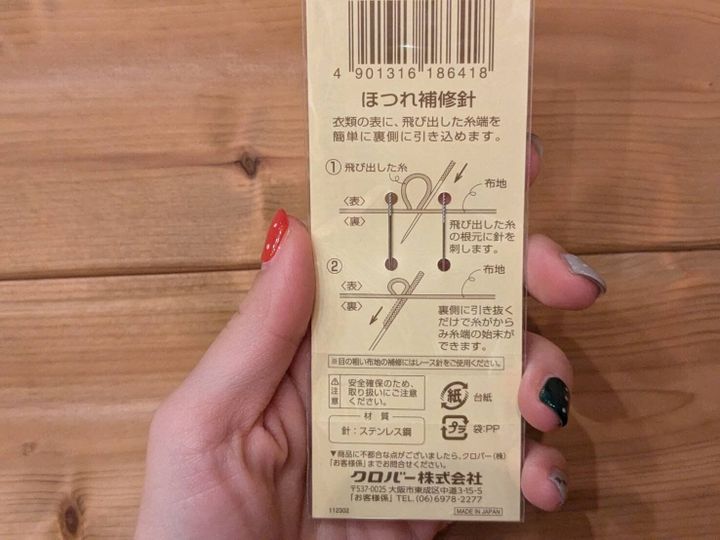 4 901316 186418
ほつれ補修針
衣類の表に、飛び出した糸端を
簡単に裏側に引き込めます。
① 飛び出した糸
布地
〈表〉
〈裏〉
飛び出した糸
の根元に針を
刺します。
②
布地
〈表〉
〈裏〉
裏側に引き抜く
だけで糸がから
み糸端の始末が
できます。
※目の粗い布地の補修にはレース針をご使用ください。
注意
安全確保のため、
取り扱いにご注意
ください。
紙 台紙
材質
針：ステンレス鋼
プラ 袋:PP
▼商品に不都合な点がございましたら、クロバー(株)
「お客様係」までお問合せください。
クロバー株式会社
〒537-0025 大阪市東成区中道3-15-5
「お客様係」TEL.(06)6978-2277
112302
MADE IN JAPAN